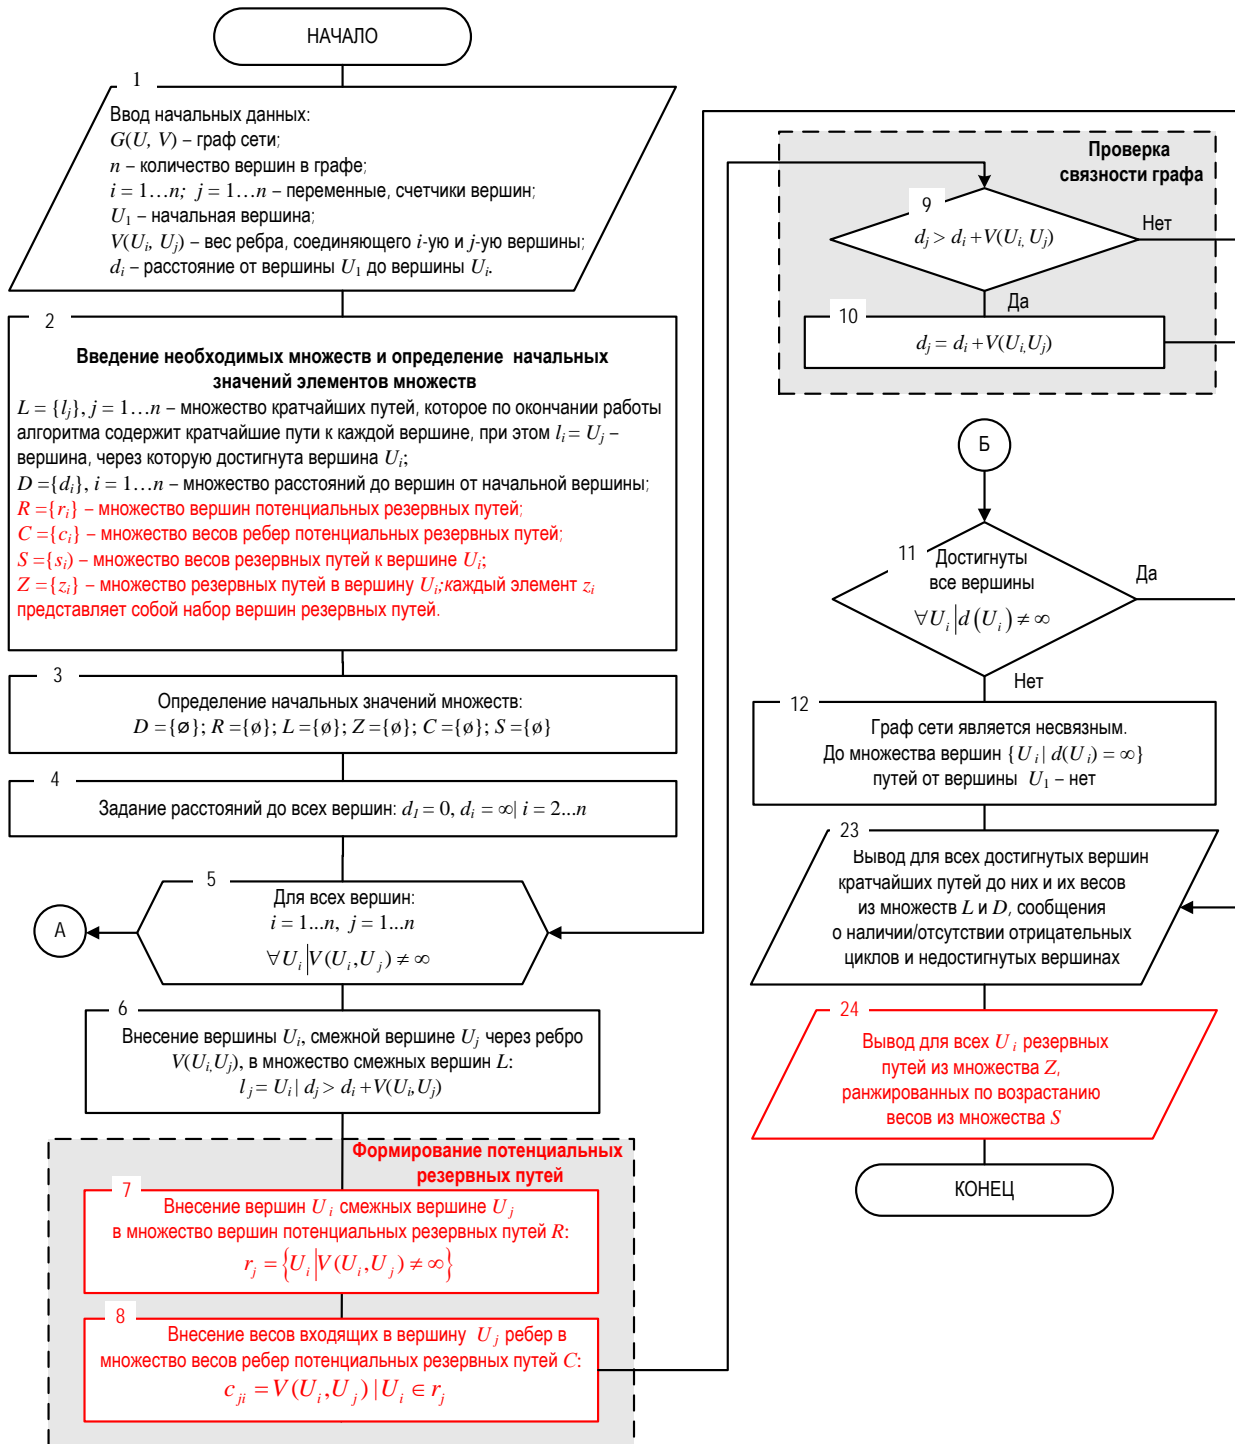 НАЧАЛО
1
Ввод начальных данных:
G(U, V) – граф сети;
n – количество вершин в графе;
i = 1…n; j = 1…n – переменные, счетчики вершин;
U₁ – начальная вершина;
V(Uᵢ, Uⱼ) – вес ребра, соединяющего i-ую и j-ую вершины;
dᵢ – расстояние от вершины U₁ до вершины Uᵢ.
2
Введение необходимых множеств и определение начальных
значений элементов множеств
L = {lⱼ}, j = 1…n – множество кратчайших путей, которое по окончании работы
алгоритма содержит кратчайшие пути к каждой вершине, при этом lᵢ = Uⱼ –
вершина, через которую достигнута вершина Uᵢ;
D ={dᵢ}, i = 1…n – множество расстояний до вершин от начальной вершины;
R ={rᵢ} – множество вершин потенциальных резервных путей;
C ={cᵢ} – множество весов ребер потенциальных резервных путей;
S ={sᵢ) – множество весов резервных путей к вершине Uᵢ;
Z ={zᵢ} – множество резервных путей в вершину Uᵢ;каждый элемент zᵢ
представляет собой набор вершин резервных путей.
3
Определение начальных значений множеств:
D ={ø}; R ={ø}; L ={ø}; Z ={ø}; C ={ø}; S ={ø}
4
Задание расстояний до всех вершин: d₁ = 0, dᵢ = ∞| i = 2...n
5
Для всех вершин:
i = 1...n, j = 1...n
∀Uᵢ|V(Uᵢ,Uⱼ) ≠ ∞
А
6
Внесение вершины Uᵢ, смежной вершине Uⱼ через ребро
V(Uᵢ,Uⱼ), в множество смежных вершин L:
lⱼ = Uᵢ | dⱼ > dᵢ +V(Uᵢ,Uⱼ)
Формирование потенциальных
резервных путей
7
Внесение вершин Uᵢ смежных вершине Uⱼ
в множество вершин потенциальных резервных путей R:
rⱼ = {Uᵢ|V(Uᵢ,Uⱼ) ≠ ∞}
8
Внесение весов входящих в вершину Uⱼ ребер в
множество весов ребер потенциальных резервных путей C:
cⱼᵢ = V(Uᵢ,Uⱼ) | Uᵢ ∈ rⱼ
Проверка
связности графа
9
dⱼ > dᵢ +V(Uᵢ, Uⱼ)
Нет
Да
10
dⱼ = dᵢ +V(Uᵢ,Uⱼ)
Б
11
Достигнуты
все вершины
∀Uᵢ|d(Uᵢ) ≠ ∞
Да
Нет
12
Граф сети является несвязным.
До множества вершин {Uᵢ | d(Uᵢ) = ∞}
путей от вершины U₁ – нет
23
Вывод для всех достигнутых вершин
кратчайших путей до них и их весов
из множеств L и D, сообщения
о наличии/отсутствии отрицательных
циклов и недостигнутых вершинах
24
Вывод для всех Uᵢ резервных
путей из множества Z,
ранжированных по возрастанию
весов из множества S
КОНЕЦ